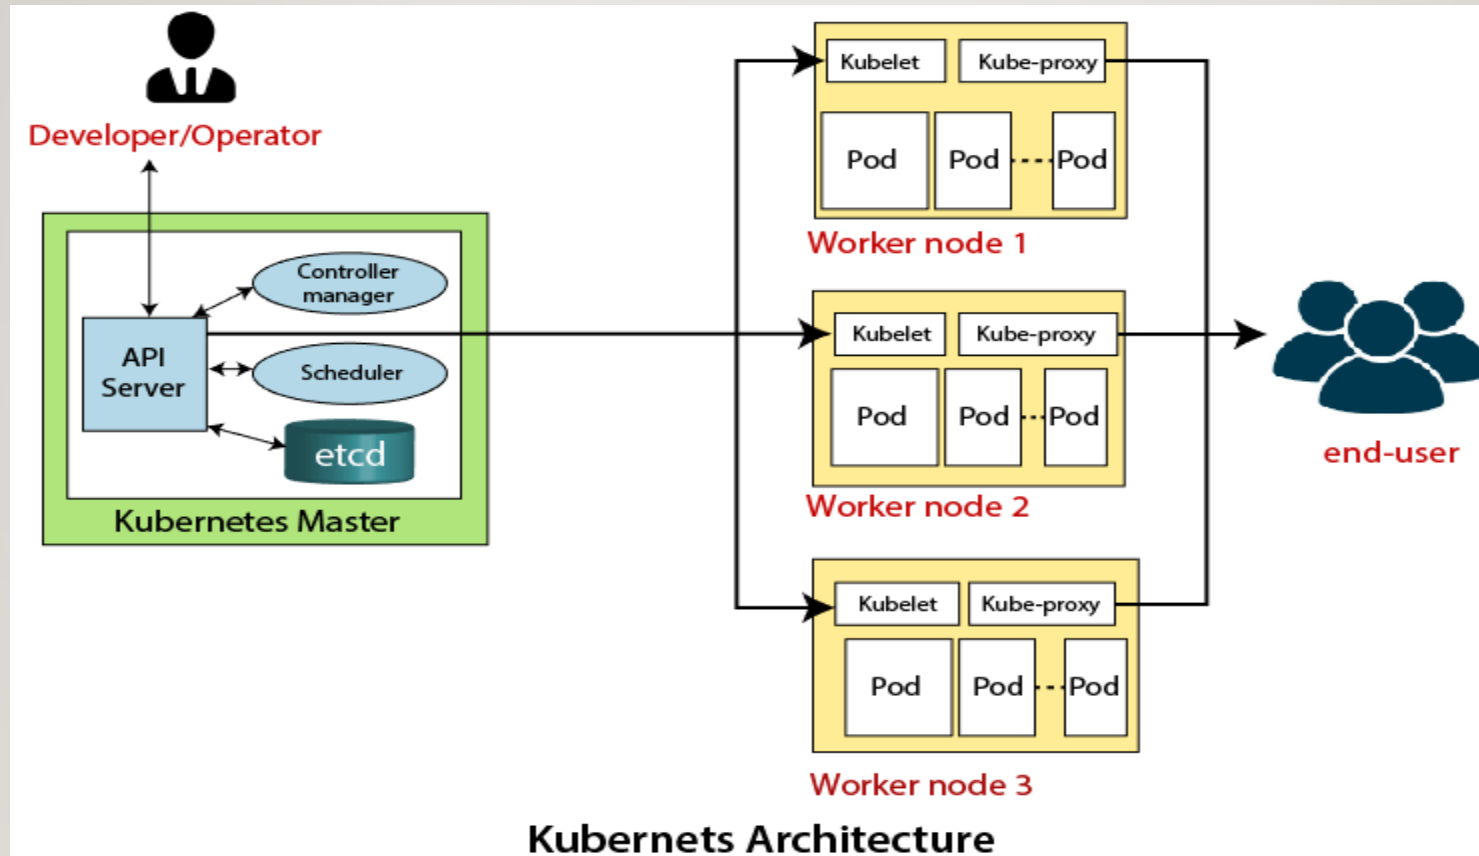 Developer/Operator
Controller
manager
API
Server
Scheduler
etcd
Kubernetes Master
Kubelet
Kube-proxy
Pod
Pod
Pod
Worker node 1
Kubelet
Kube-proxy
Pod
Pod
Pod
Worker node 2
Kubelet
Kube-proxy
Pod
Pod
Pod
Worker node 3
end-user
Kubernets Architecture